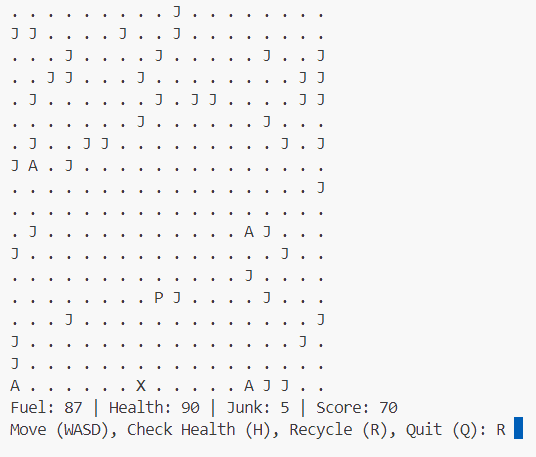 . . . . . . . . . J . . . . . . . .
J J . . . . J . . J . . . . . . . .
. . . J . . . . J . . . . . J . . J
. . J J . . . J . . . . . . . . J J
. J . . . . . . J . J J . . . . J J
. . . . . . . J . . . . . . J . . .
. J . . J J . . . . . . . . . J . J
J A . J . . . . . . . . . . . . . .
. . . . . . . . . . . . . . . . . J
. . . . . . . . . . . . . . . . . .
. J . . . . . . . . . . . A J . . .
J . . . . . . . . . . . . . . J . .
. . . . . . . . . . . . . J . . . .
. . . . . . . . P J . . . . J . . .
. . . J . . . . . . . . . . . . . J
J . . . . . . . . . . . . . . . J .
J . . . . . . . . . . . . . . . . .
A . . . . . . X . . . . . A J J . .
Fuel: 87 | Health: 90 | Junk: 5 | Score: 70
Move (WASD), Check Health (H), Recycle (R), Quit (Q): R